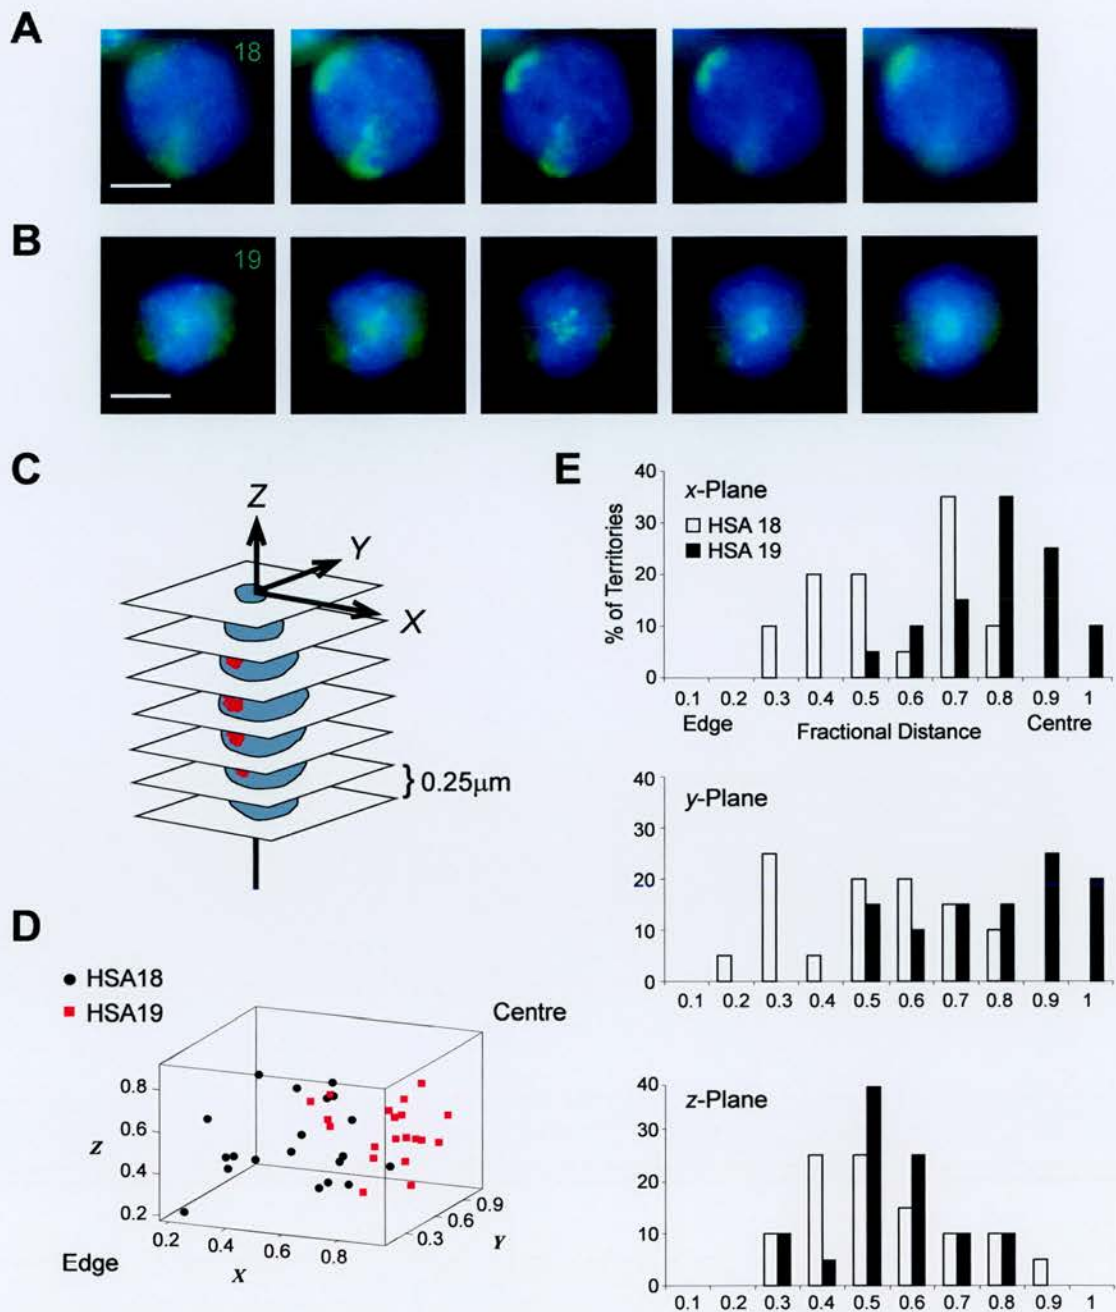 A
18
B
19
C
Z
Y
X
} 0.25µm
D
HSA18
HSA19
Centre
0.8
0.6
0.4
0.2
Z
0.2
0.4
0.6
0.8
X
0.3
0.6
0.9
Y
Edge
E
40
30
20
10
0
% of Territories
x-Plane
HSA 18
HSA 19
0.1 0.2 0.3 0.4 0.5 0.6 0.7 0.8 0.9 1
Edge Fractional Distance Centre
40
30
20
10
0
y-Plane
0.1 0.2 0.3 0.4 0.5 0.6 0.7 0.8 0.9 1
40
30
20
10
0
z-Plane
0.1 0.2 0.3 0.4 0.5 0.6 0.7 0.8 0.9 1